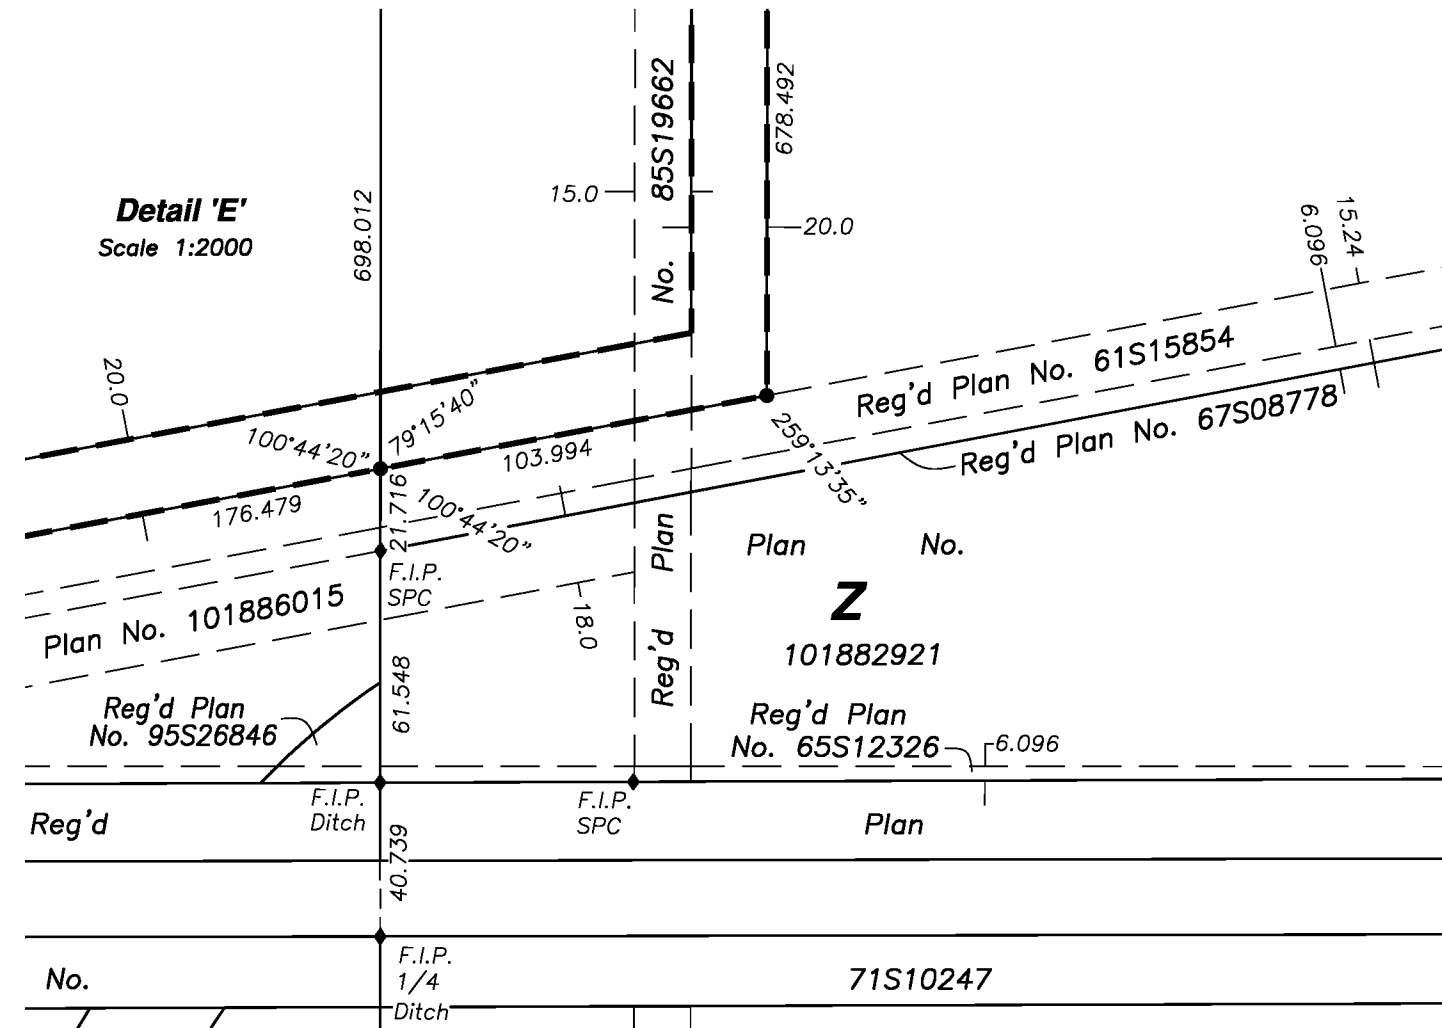 Detail 'E'
Scale 1:2000
698.012
No. 85S19662
678.492
15.0
20.0
6.096
15.24
20.0
100°44'20"
79°15'40"
176.479
103.994
259°13'35"
Reg'd Plan No. 61S15854
Reg'd Plan No. 67S08778
21.716
100°44'20"
F.I.P.
SPC
Plan No. 101886015
18.0
Reg'd Plan
Plan No.
Z
101882921
61.548
Reg'd Plan
No. 95S26846
Reg'd Plan
No. 65S12326
6.096
F.I.P.
Ditch
F.I.P.
SPC
Reg'd
Plan
40.739
F.I.P.
1/4
Ditch
No.
71S10247